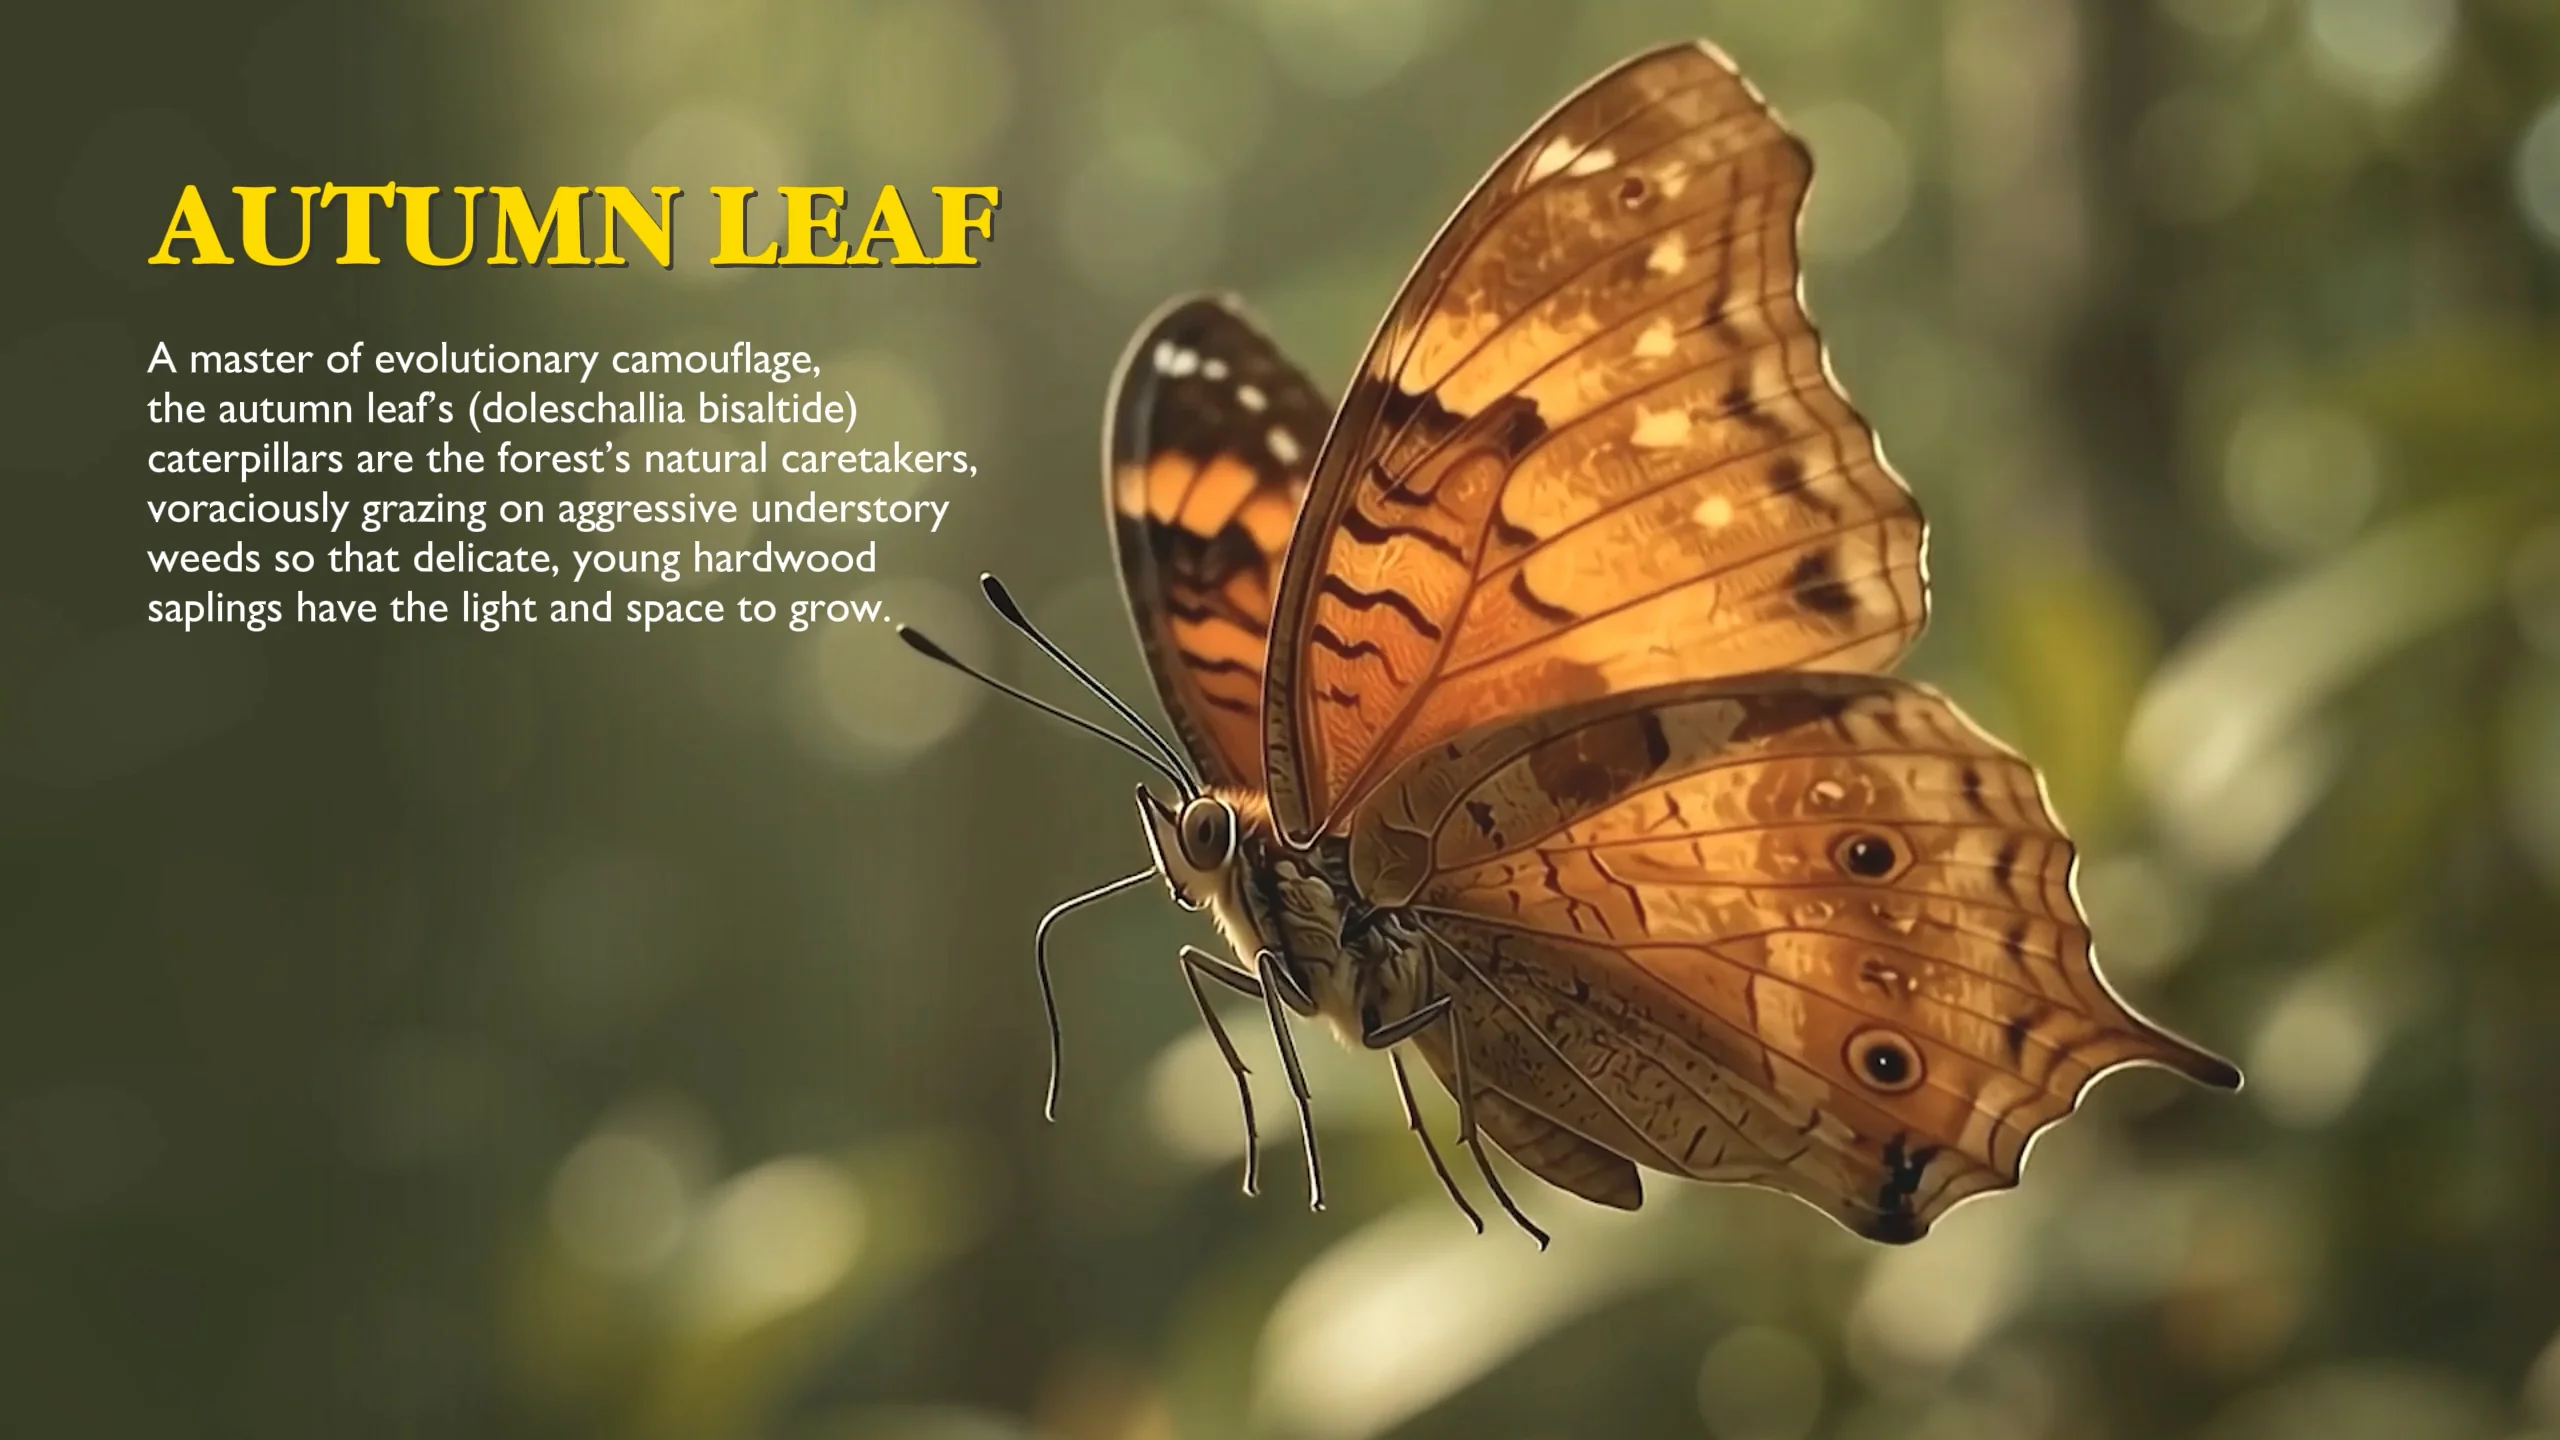 AUTUMN LEAF
A master of evolutionary camouflage,
the autumn leaf’s (doleschallia bisaltide)
caterpillars are the forest’s natural caretakers,
voraciously grazing on aggressive understory
weeds so that delicate, young hardwood
saplings have the light and space to grow.